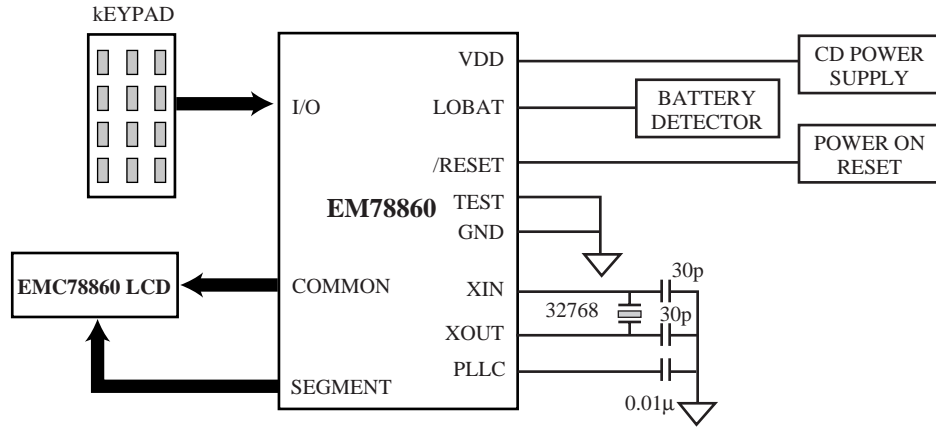 kEYPAD
I/O
EM78860
COMMON
SEGMENT
EMC78860 LCD
VDD
LOBAT
/RESET
TEST
GND
XIN
XOUT
PLLC
CD POWER
SUPPLY
BATTERY
DETECTOR
POWER ON
RESET
30p
32768
30p
0.01µ